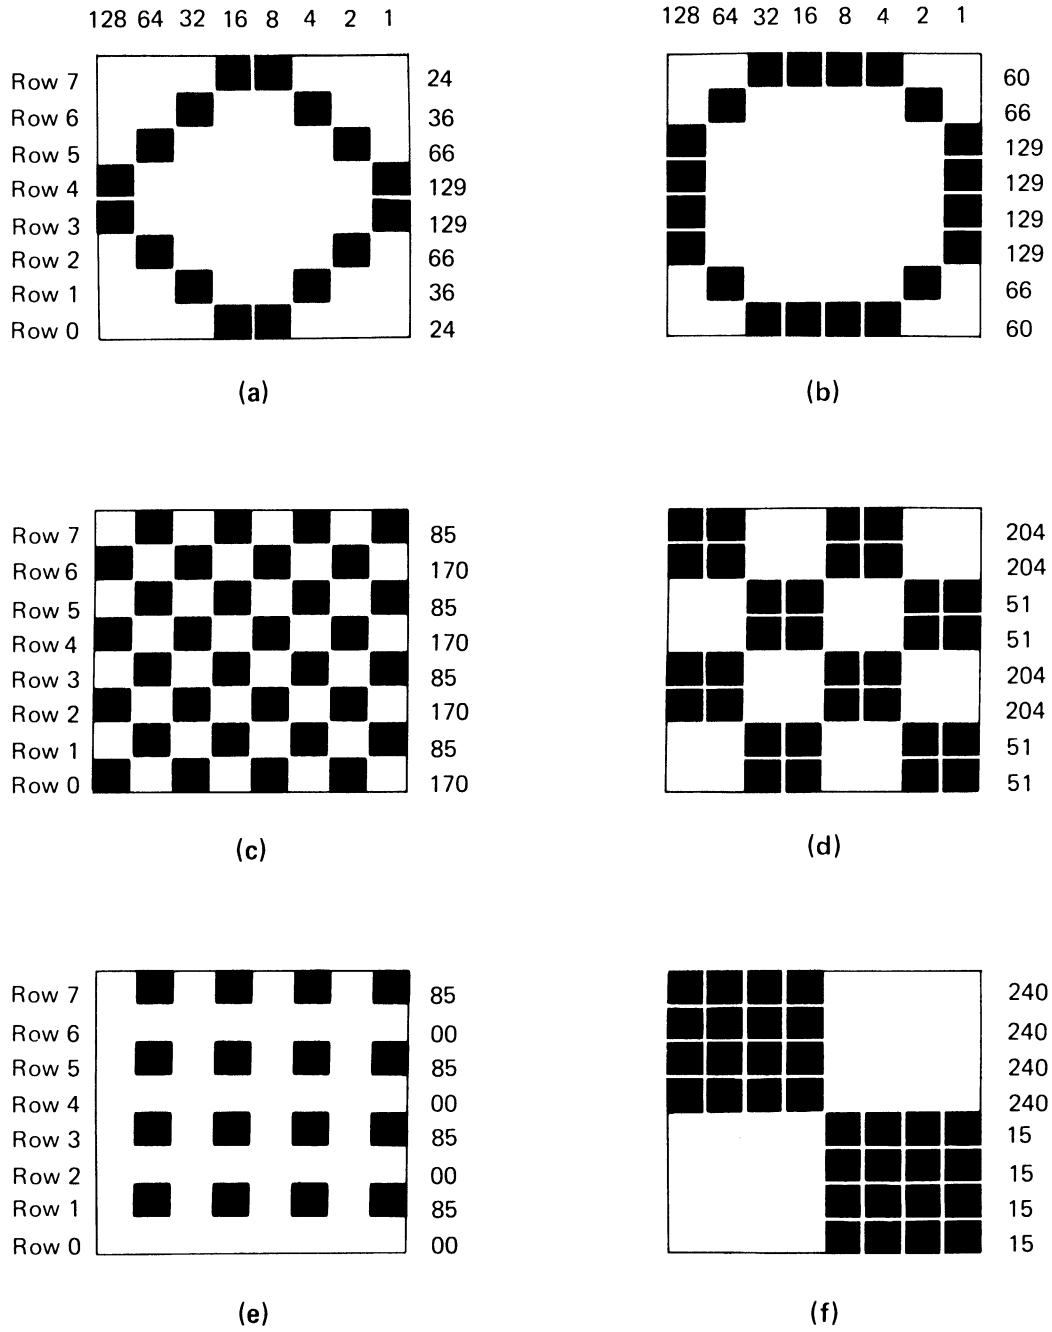 128 64 32 16 8 4 2 1
Row 7 24
Row 6 36
Row 5 66
Row 4 129
Row 3 129
Row 2 66
Row 1 36
Row 0 24
(a)
128 64 32 16 8 4 2 1
60
66
129
129
129
129
66
60
(b)
Row 7 85
Row 6 170
Row 5 85
Row 4 170
Row 3 85
Row 2 170
Row 1 85
Row 0 170
(c)
204
204
51
51
204
204
51
51
(d)
Row 7 85
Row 6 00
Row 5 85
Row 4 00
Row 3 85
Row 2 00
Row 1 85
Row 0 00
(e)
240
240
240
240
15
15
15
15
(f)